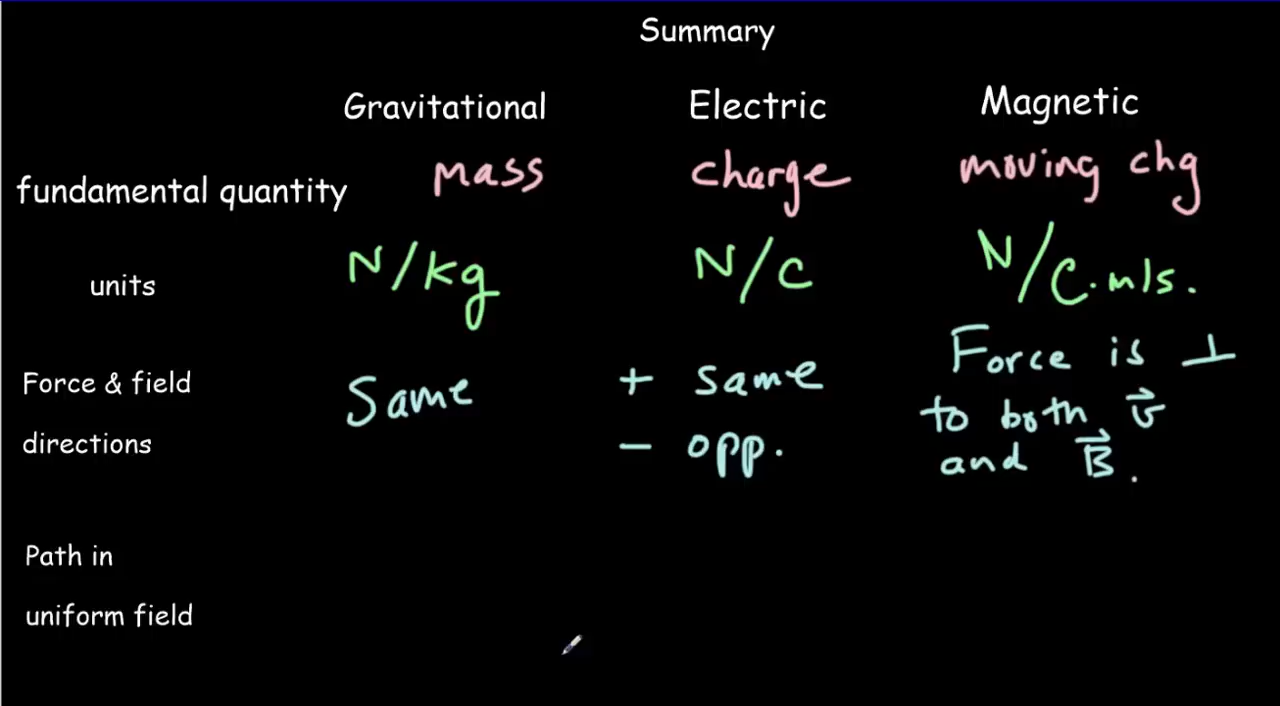 Summary
Gravitational Electric Magnetic
fundamental quantity mass charge moving chg
units N/kg N/C N/C.m/s.
Force & field Same + same Force is ⊥
directions - opp. to both v⃗
and B⃗.
Path in
uniform field